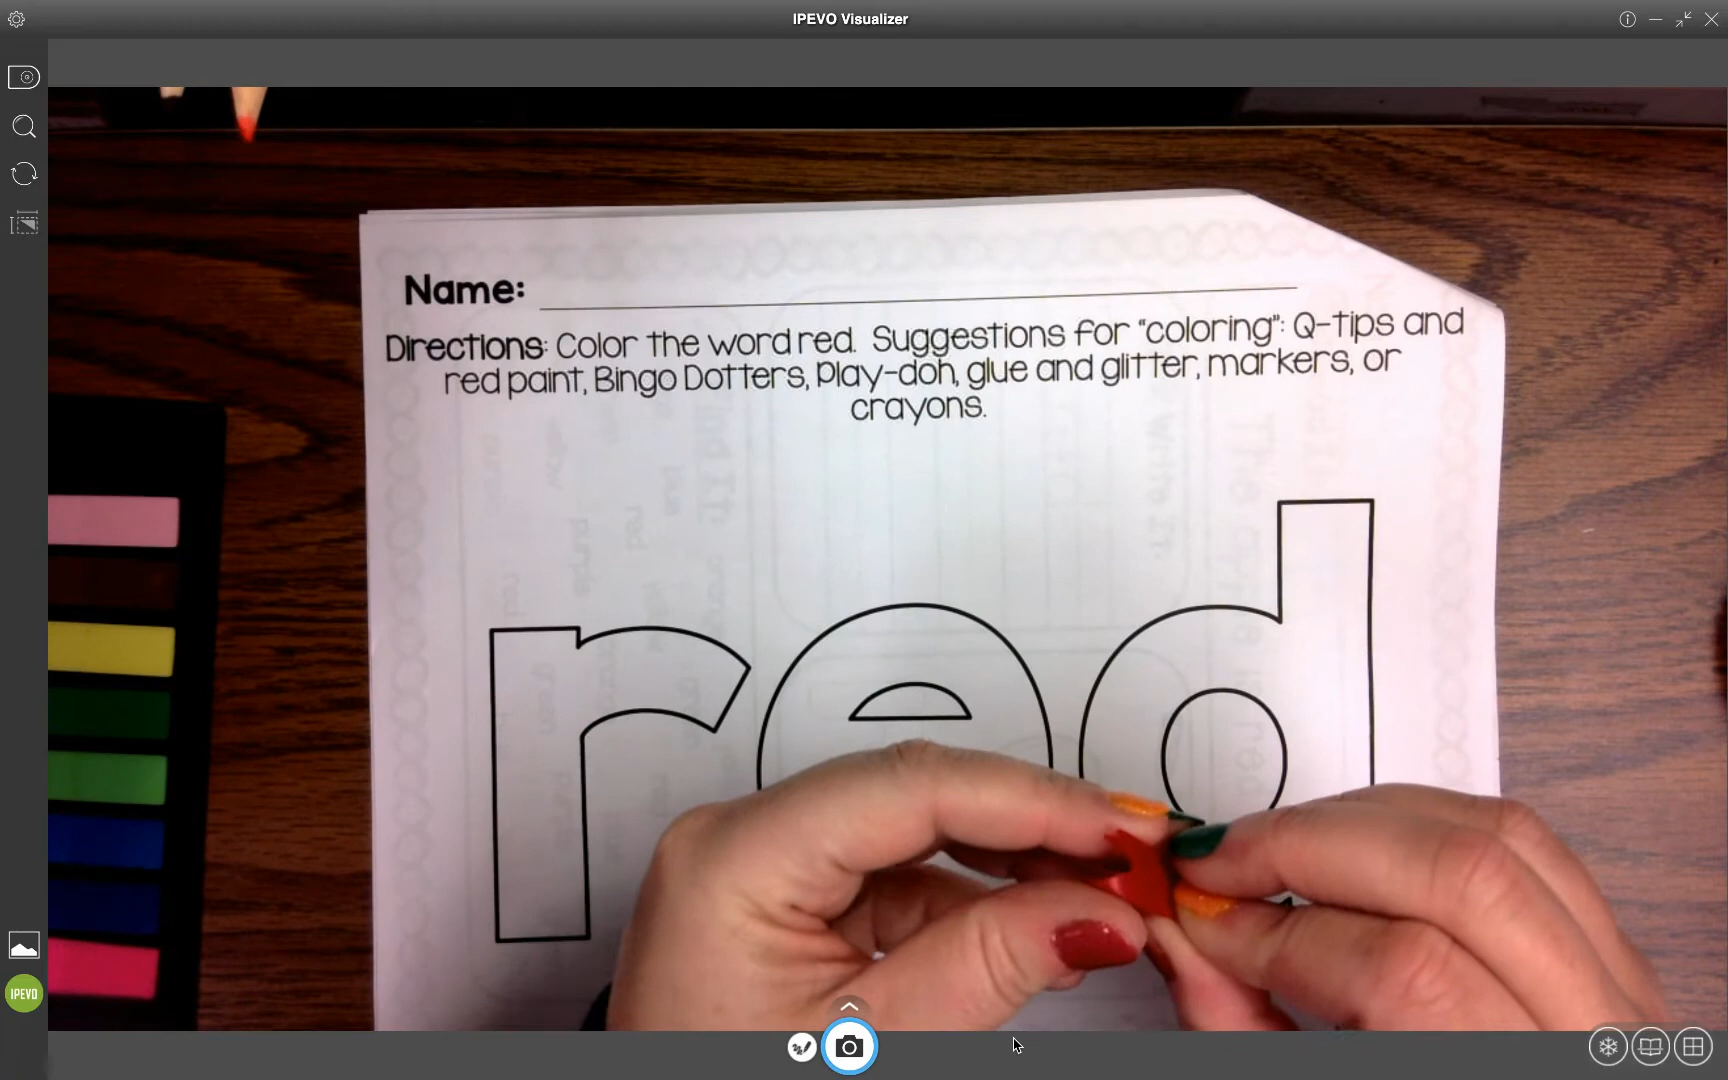 IPEVO Visualizer
Name:
Directions: Color the word red. Suggestions for "coloring": Q-tips and
red paint, Bingo Dotters, Play-doh, glue and glitter, markers, or
crayons.
red
IPEVO